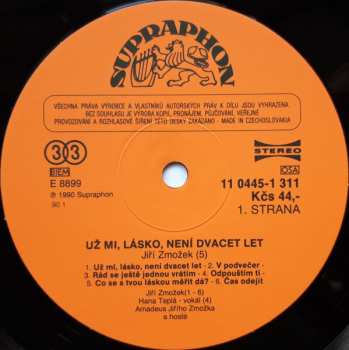 SUPRAPHON
VŠECHNA PRÁVA VÝROBCE A VLASTNÍKŮ AUTORSKÝCH PRÁV K DÍLU JSOU VYHRAZENA.
BEZ SOUHLASU JE VÝROBA KOPIÍ, PRONÁJEM, PŮJČOVÁNÍ, VEŘEJNÉ
PROVOZOVÁNÍ A ROZHLASOVÉ ŠÍŘENÍ TÉTO DESKY ZAKÁZÁNO - MADE IN CZECHOSLOVAKIA
33
BIEM
E 8899
℗ 1990 Supraphon
90 1
STEREO
OSA
11 0445-1 311
Kčs 44,-
1. STRANA
UŽ MI, LÁSKO, NENÍ DVACET LET
Jiří Zmožek (5)
1. Už mi, lásko, není dvacet let - 2. V podvečer -
3. Rád se ještě jednou vrátím - 4. Odpouštím ti -
5. Co se s tvou láskou měřit dá? - 6. Čas odejít
Jiří Zmožek(1 - 6)
Hana Teplá - vokál (4)
Amadeus Jiřího Zmožka
a hosté